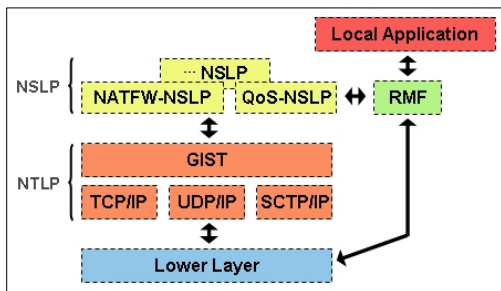 Local Application
NSLP
... NSLP
NATFW-NSLP
QoS-NSLP
RMF
NTLP
GIST
TCP/IP
UDP/IP
SCTP/IP
Lower Layer